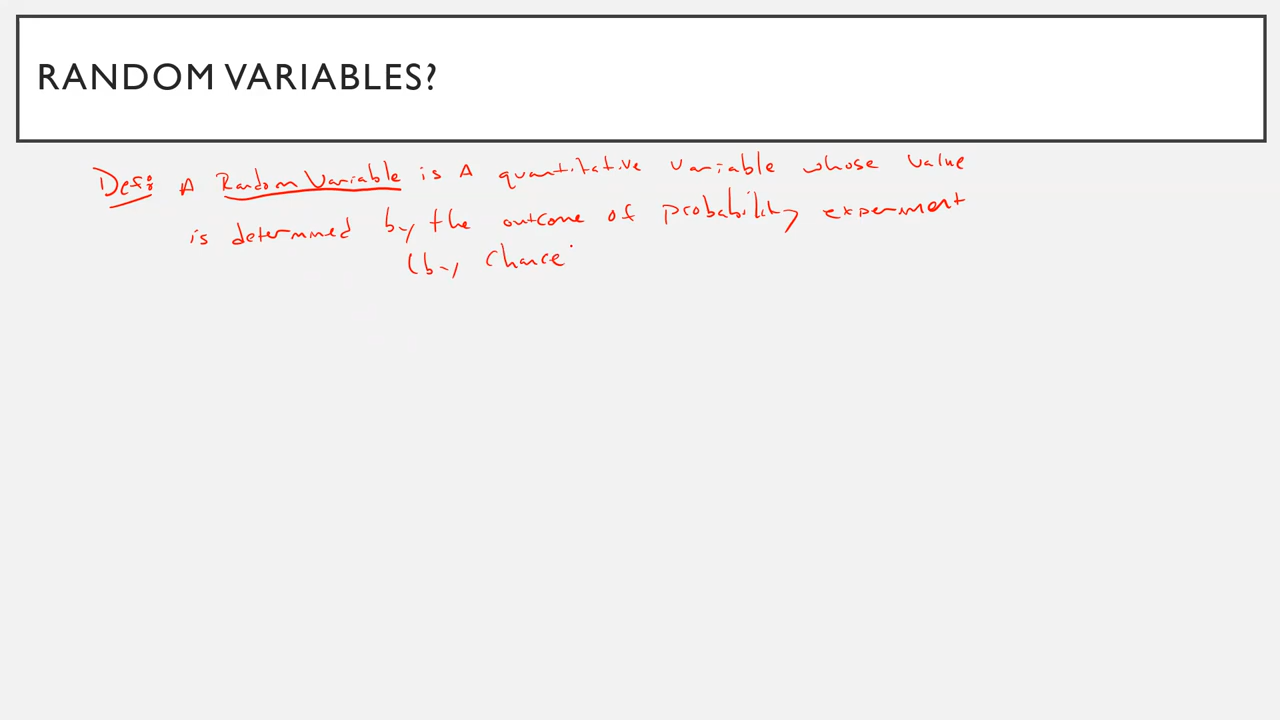 RANDOM VARIABLES?
Def: A Random Variable is A quantitative variable whose value
is determined by the outcome of probability experiment
(by chance